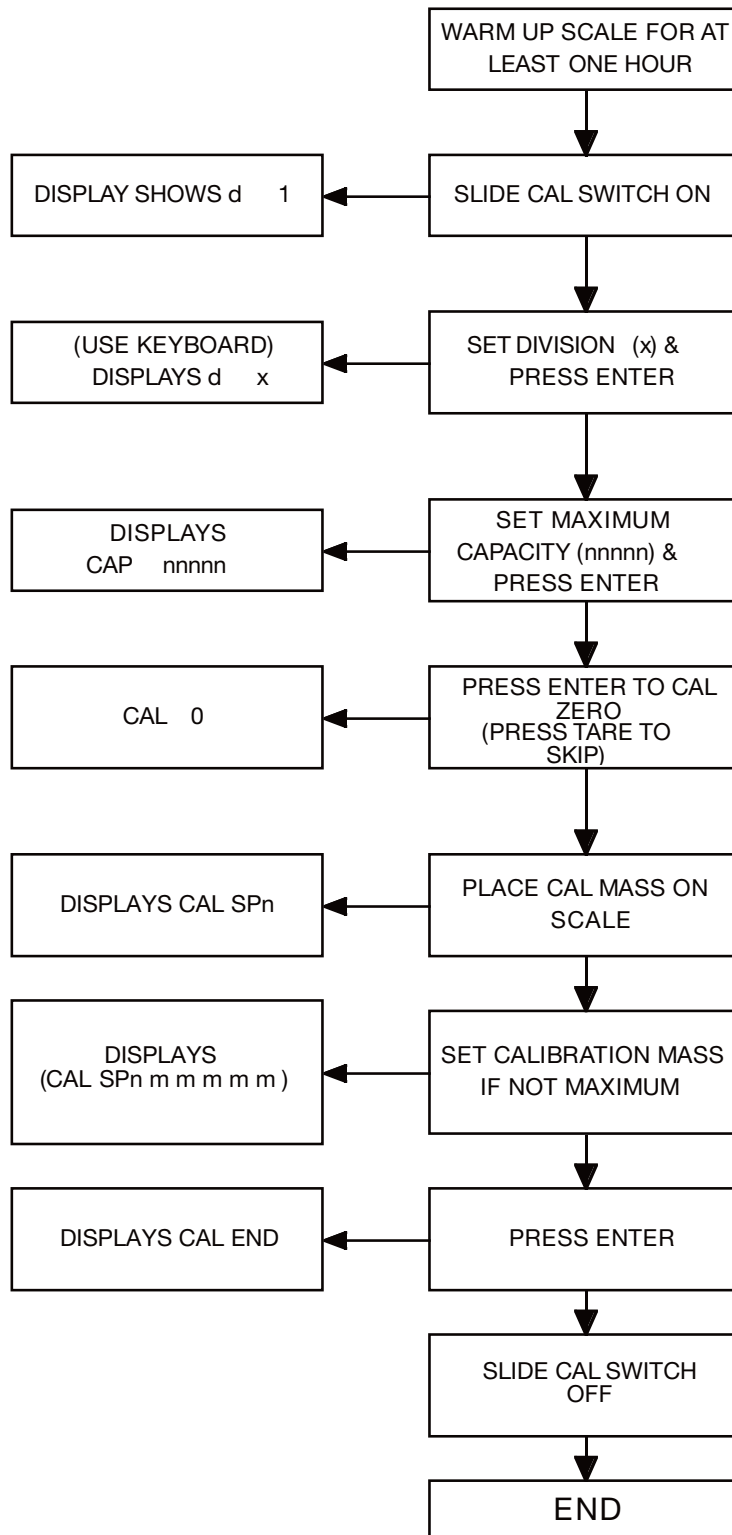 WARM UP SCALE FOR AT
LEAST ONE HOUR
DISPLAY SHOWS d 1
SLIDE CAL SWITCH ON
(USE KEYBOARD)
DISPLAYS d x
SET DIVISION (x) &
PRESS ENTER
DISPLAYS
CAP nnnnn
SET MAXIMUM
CAPACITY (nnnnn) &
PRESS ENTER
CAL 0
PRESS ENTER TO CAL
ZERO
(PRESS TARE TO
SKIP)
DISPLAYS CAL SPn
PLACE CAL MASS ON
SCALE
DISPLAYS
(CAL SPn m m m m m )
SET CALIBRATION MASS
IF NOT MAXIMUM
DISPLAYS CAL END
PRESS ENTER
SLIDE CAL SWITCH
OFF
END